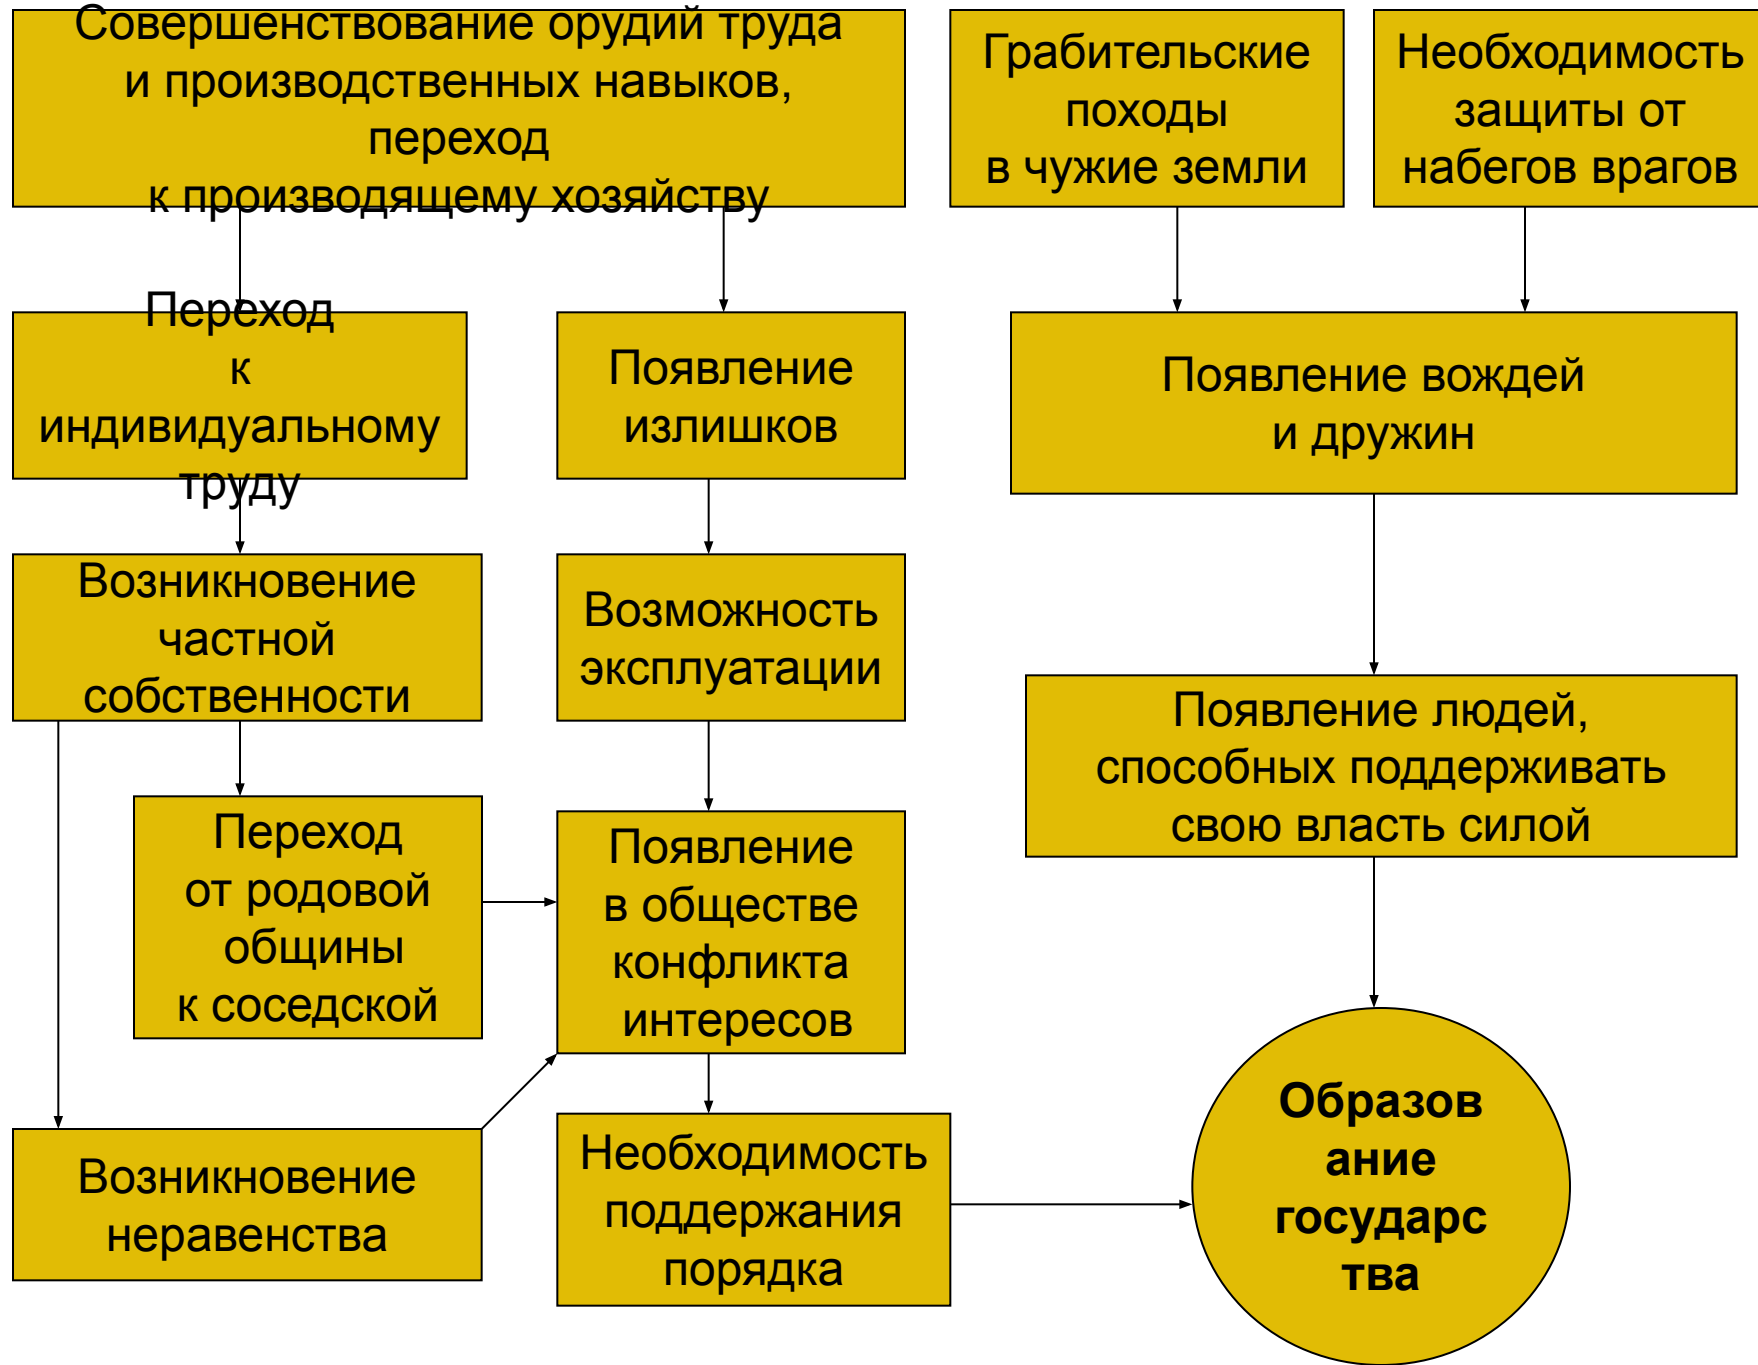 Совершенствование орудий труда
и производственных навыков,
переход
к производящему хозяйству
Грабительские
походы
в чужие земли
Необходимость
защиты от
набегов врагов
Переход
к
индивидуальному
труду
Появление
излишков
Появление вождей
и дружин
Возникновение
частной
собственности
Возможность
эксплуатации
Появление людей,
способных поддерживать
свою власть силой
Переход
от родовой
общины
к соседской
Появление
в обществе
конфликта
интересов
Возникновение
неравенства
Необходимость
поддержания
порядка
Образов
ание
государс
тва